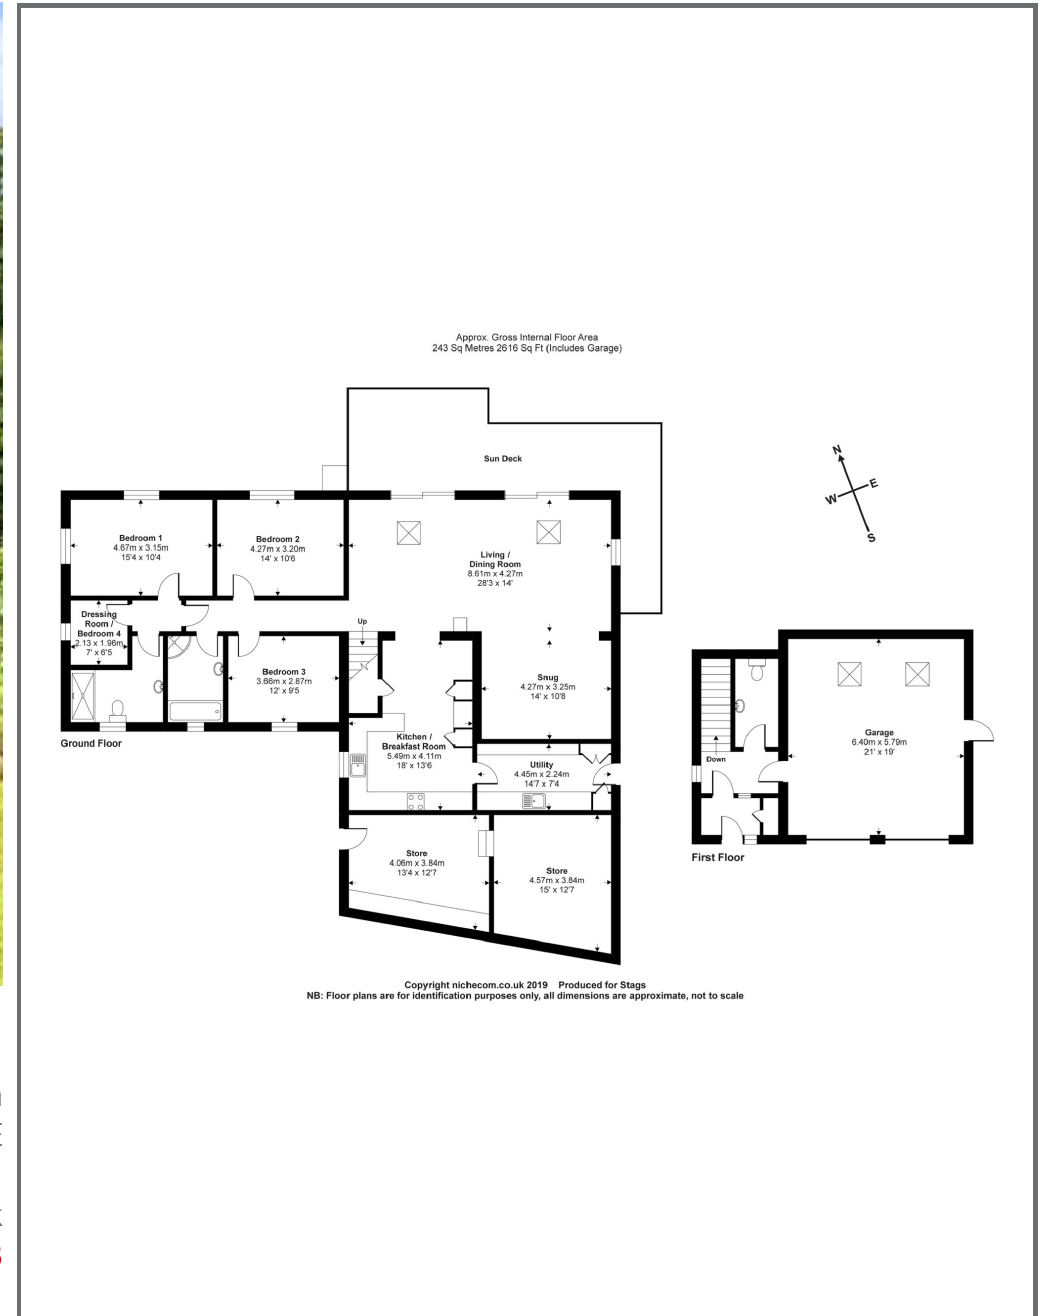 Approx. Gross Internal Floor Area
243 Sq Metres 2616 Sq Ft (Includes Garage)
Sun Deck
N
E
W
S
Bedroom 1
4.67m x 3.15m
15'4 x 10'4
Bedroom 2
4.27m x 3.20m
14' x 10'6
Living /
Dining Room
8.61m x 4.27m
28'3 x 14'
Dressing
Room /
Bedroom 4
2.13 x 1.96m
7' x 6'5
Up
Bedroom 3
3.66m x 2.87m
12' x 9'5
Snug
4.27m x 3.25m
14' x 10'8
Kitchen /
Breakfast Room
5.49m x 4.11m
18' x 13'6
Utility
4.45m x 2.24m
14'7 x 7'4
Ground Floor
Store
4.06m x 3.84m
13'4 x 12'7
Store
4.57m x 3.84m
15' x 12'7
Garage
6.40m x 5.79m
21' x 19'
Down
First Floor
Copyright nichecom.co.uk 2019 Produced for Stags
NB: Floor plans are for identification purposes only, all dimensions are approximate, not to scale